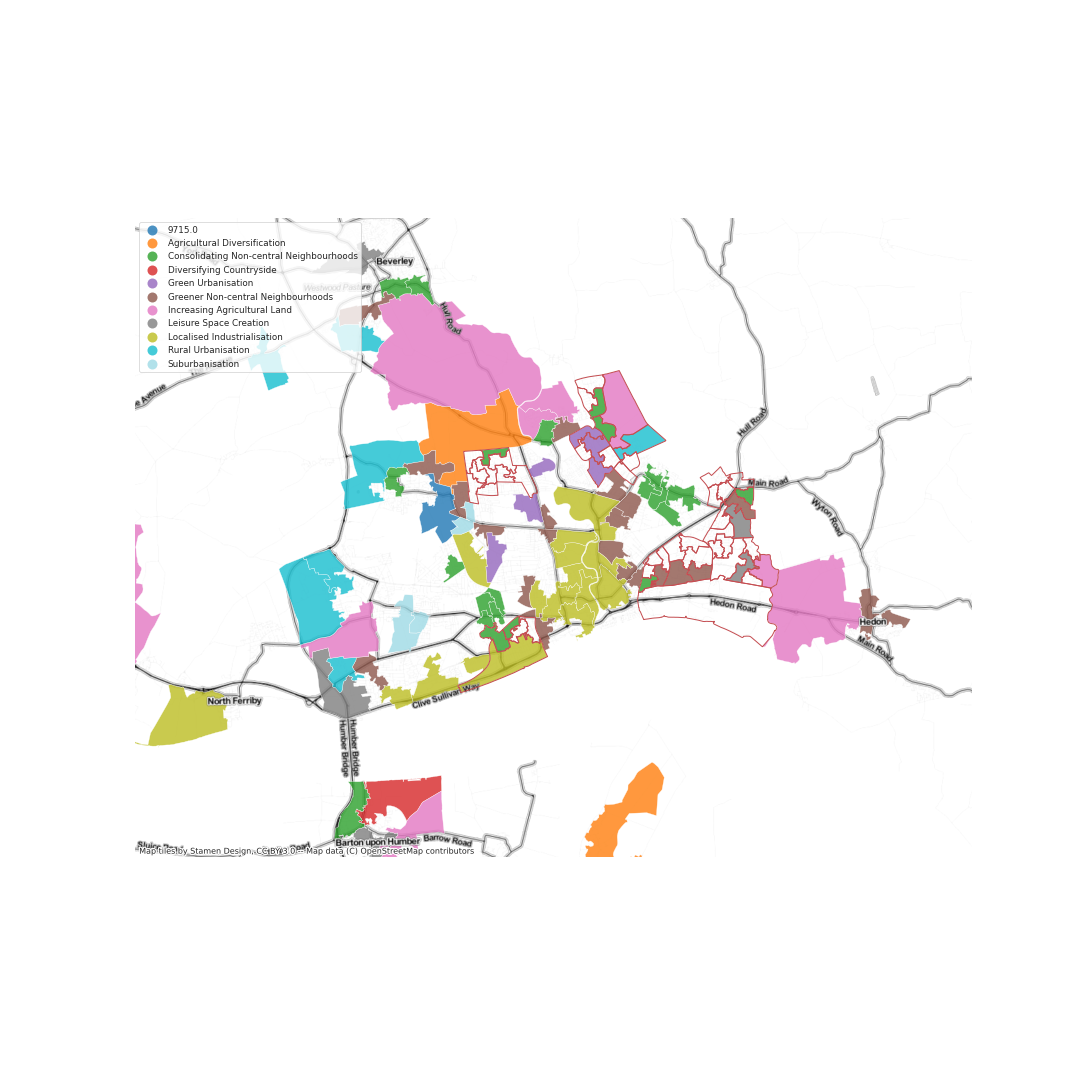 9715.0
Agricultural Diversification
Consolidating Non-central Neighbourhoods
Diversifying Countryside
Green Urbanisation
Greener Non-central Neighbourhoods
Increasing Agricultural Land
Leisure Space Creation
Localised Industrialisation
Rural Urbanisation
Suburbanisation
Beverley
Westwood Pasture
Hull Road
Avenue
Hull Road
Main Road
Wyton Road
Hedon Road
Hedon
Main Road
North Ferriby
Clive Sullivan Way
Humber Bridge
Humber Bridge
Barton upon Humber
Barrow Road
Road
Map tiles by Stamen Design, CC BY 3.0 -- Map data (C) OpenStreetMap contributors